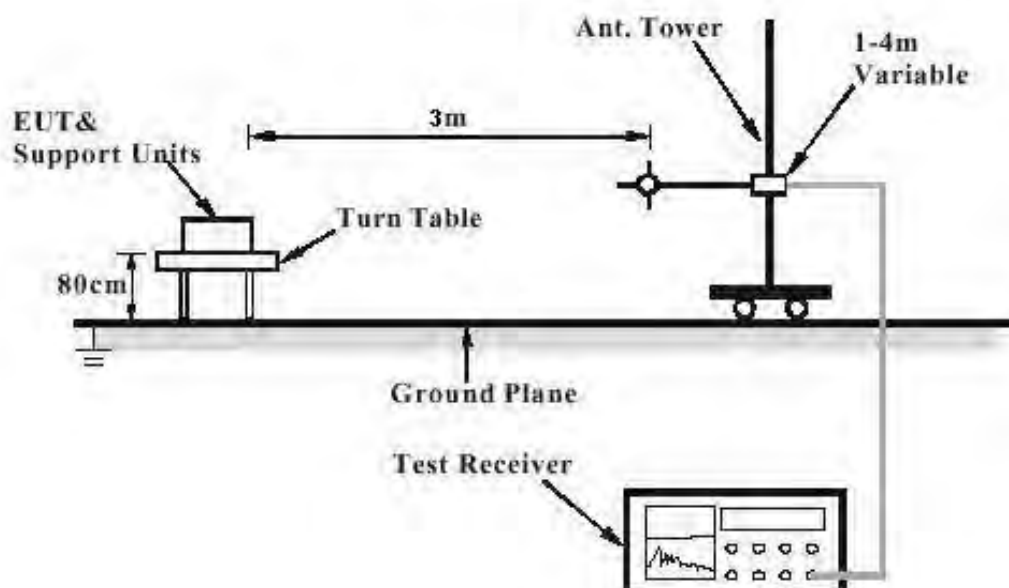 Ant. Tower
1-4m
Variable
EUT&
Support Units
3m
Turn Table
80cm
Ground Plane
Test Receiver